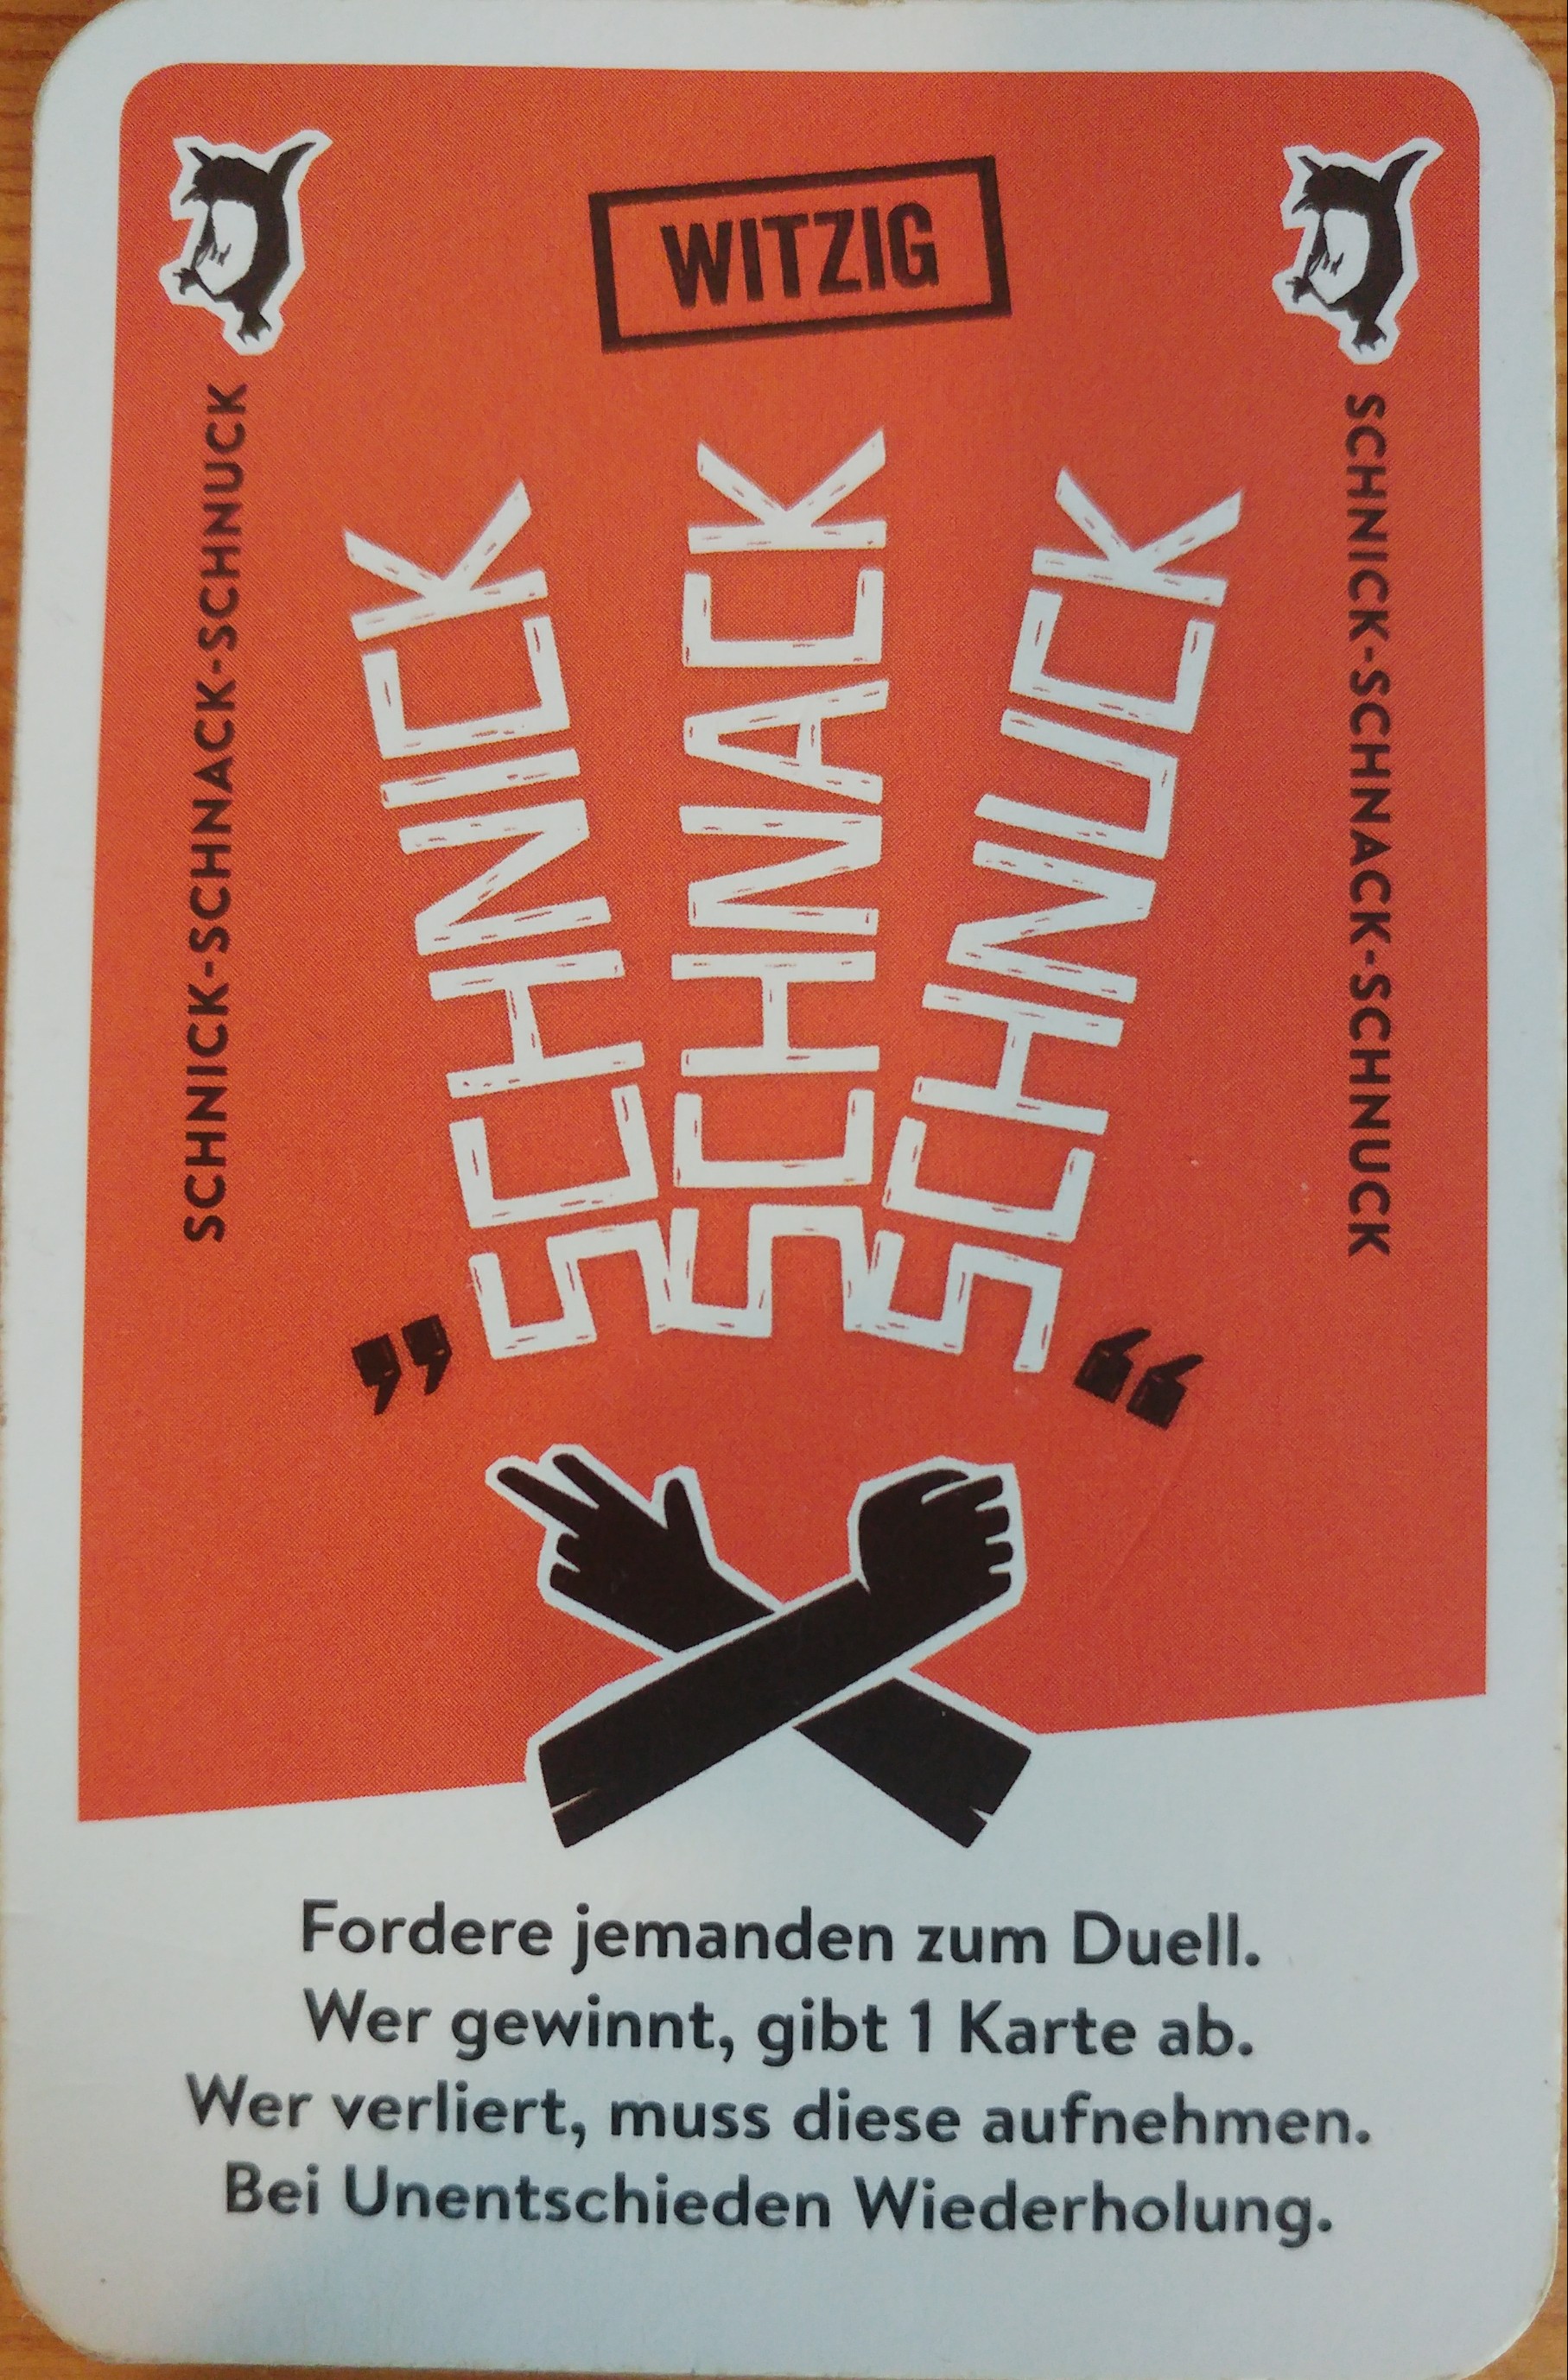 WITZIG
SCHNICK-SCHNACK-SCHNUCK
„SCHNICK
SCHNACK
SCHNUCK“
SCHNICK-SCHNACK-SCHNUCK
Fordere jemanden zum Duell.
Wer gewinnt, gibt 1 Karte ab.
Wer verliert, muss diese aufnehmen.
Bei Unentschieden Wiederholung.